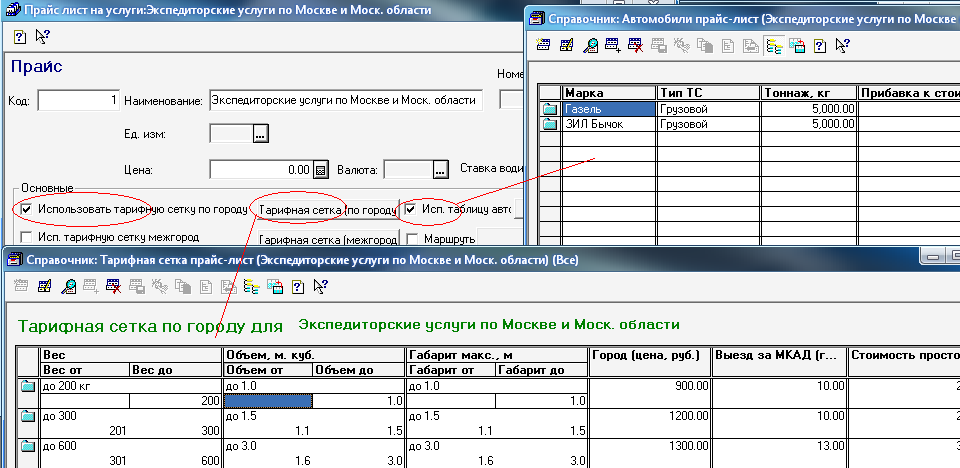 Прайс лист на услуги:Экспедиторские услуги по Москве и Моск. области
Прайс
Номе
Код: 1 Наименование: Экспедиторские услуги по Москве и Моск. области
Ед. изм: ...
Цена: 0.00 Валюта: ... Ставка води
Основные
Использовать тарифную сетку по городу Тарифная сетка (по городу Исп. таблицу авто
Исп. тарифную сетку межгород Тарифная сетка (межгород Маршруть
Справочник: Автомобили прайс-лист (Экспедиторские услуги по Москве
Марка Тип ТС Тоннаж, кг Прибавка к стои
Газель Грузовой 5,000.00
ЗИЛ Бычок Грузовой 5,000.00
Справочник: Тарифная сетка прайс-лист (Экспедиторские услуги по Москве и Моск. области) (Все)
Тарифная сетка по городу для Экспедиторские услуги по Москве и Моск. области
Вес Объем, м. куб. Габарит макс., м Город (цена, руб.) Выезд за МКАД (г... Стоимость просто
Вес от Вес до Объем от Объем до Габарит от Габарит до
до 200 кг до 1.0 до 1.0 900.00 10.00
200 1.0 1.0
до 300 до 1.5 до 1.5 1200.00 10.00
201 300 1.1 1.5 1.1 1.5
до 600 до 3.0 до 3.0 1300.00 13.00
301 600 1.6 3.0 1.6 3.0